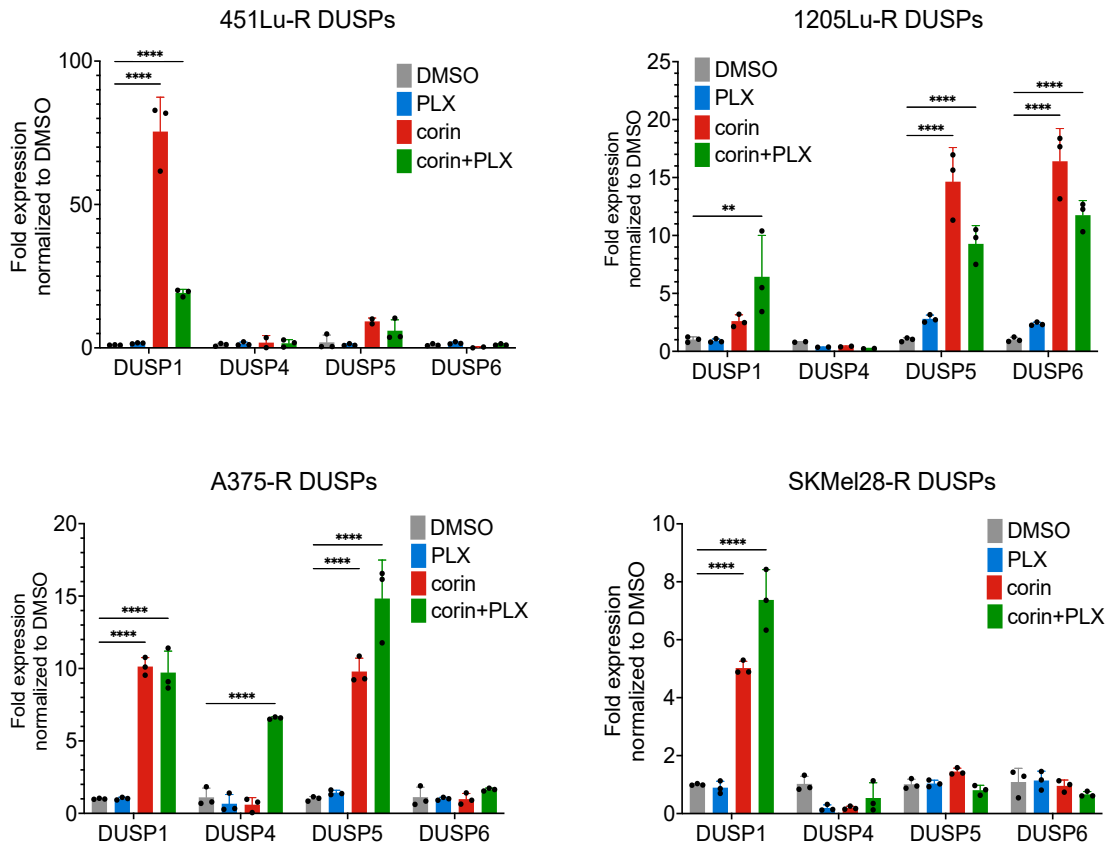 451Lu-R DUSPs
Fold expression
normalized to DMSO
100
50
0
****
****
DMSO
PLX
corin
corin+PLX
DUSP1 DUSP4 DUSP5 DUSP6
1205Lu-R DUSPs
Fold expression
normalized to DMSO
25
20
15
10
5
0
DMSO
PLX
corin
corin+PLX
**
****
****
****
****
DUSP1 DUSP4 DUSP5 DUSP6
A375-R DUSPs
Fold expression
normalized to DMSO
20
15
10
5
0
****
****
****
****
****
DMSO
PLX
corin
corin+PLX
DUSP1 DUSP4 DUSP5 DUSP6
SKMel28-R DUSPs
Fold expression
normalized to DMSO
10
8
6
4
2
0
****
****
DMSO
PLX
corin
corin+PLX
DUSP1 DUSP4 DUSP5 DUSP6